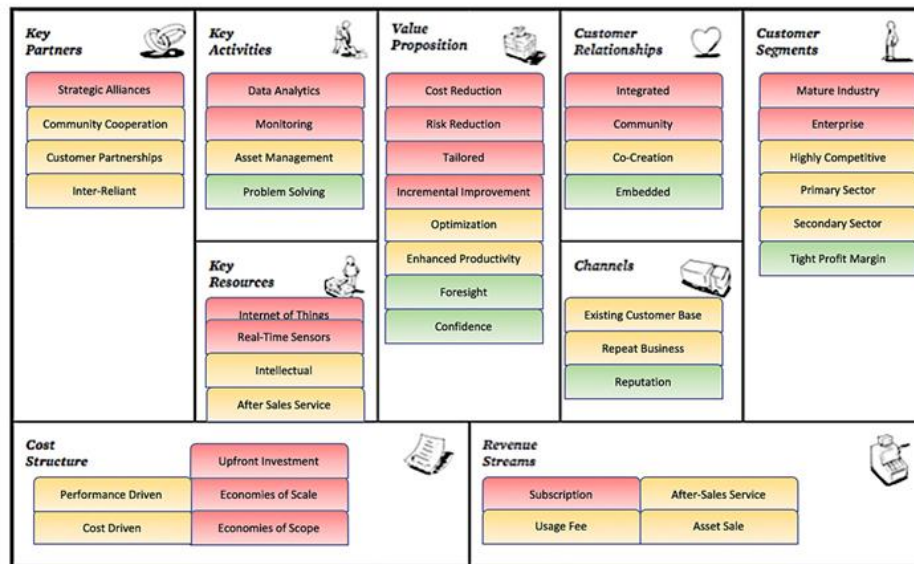 Key
Partners
Strategic Alliances
Community Cooperation
Customer Partnerships
Inter-Reliant
Key
Activities
Data Analytics
Monitoring
Asset Management
Problem Solving
Key
Resources
Internet of Things
Real-Time Sensors
Intellectual
After Sales Service
Value
Proposition
Cost Reduction
Risk Reduction
Tailored
Incremental Improvement
Optimization
Enhanced Productivity
Foresight
Confidence
Customer
Relationships
Integrated
Community
Co-Creation
Embedded
Channels
Existing Customer Base
Repeat Business
Reputation
Customer
Segments
Mature Industry
Enterprise
Highly Competitive
Primary Sector
Secondary Sector
Tight Profit Margin
Cost
Structure
Upfront Investment
Performance Driven
Economies of Scale
Cost Driven
Economies of Scope
Revenue
Streams
Subscription
After-Sales Service
Usage Fee
Asset Sale